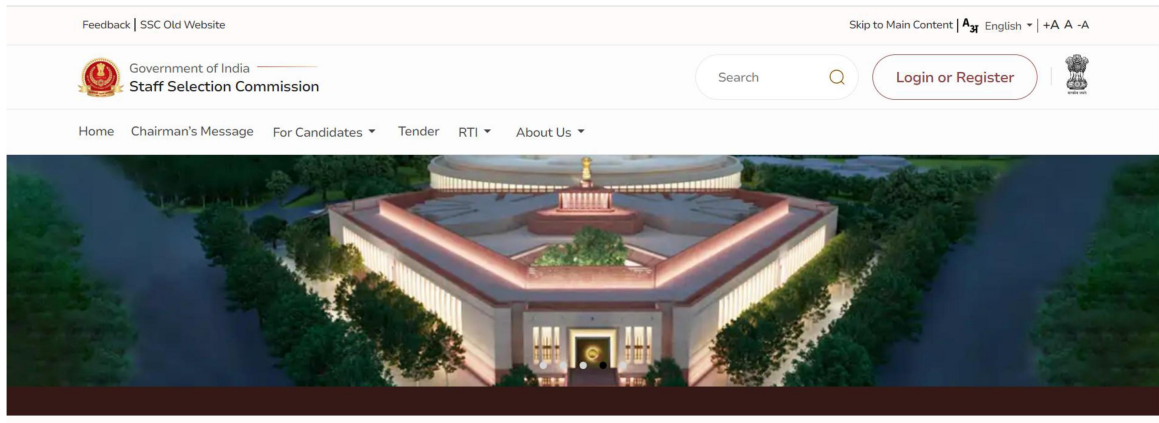 Feedback | SSC Old Website
Skip to Main Content | Aअ English | +A A -A
Government of India
Staff Selection Commission
Search
Login or Register
Home Chairman's Message For Candidates Tender RTI About Us